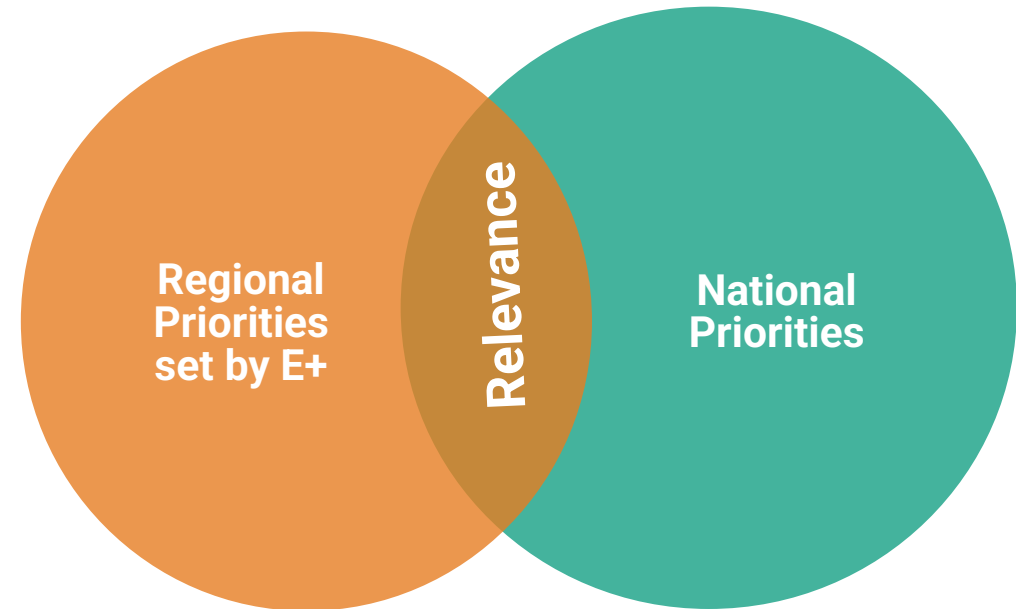 Regional
Priorities
set by E+
Relevance
National
Priorities